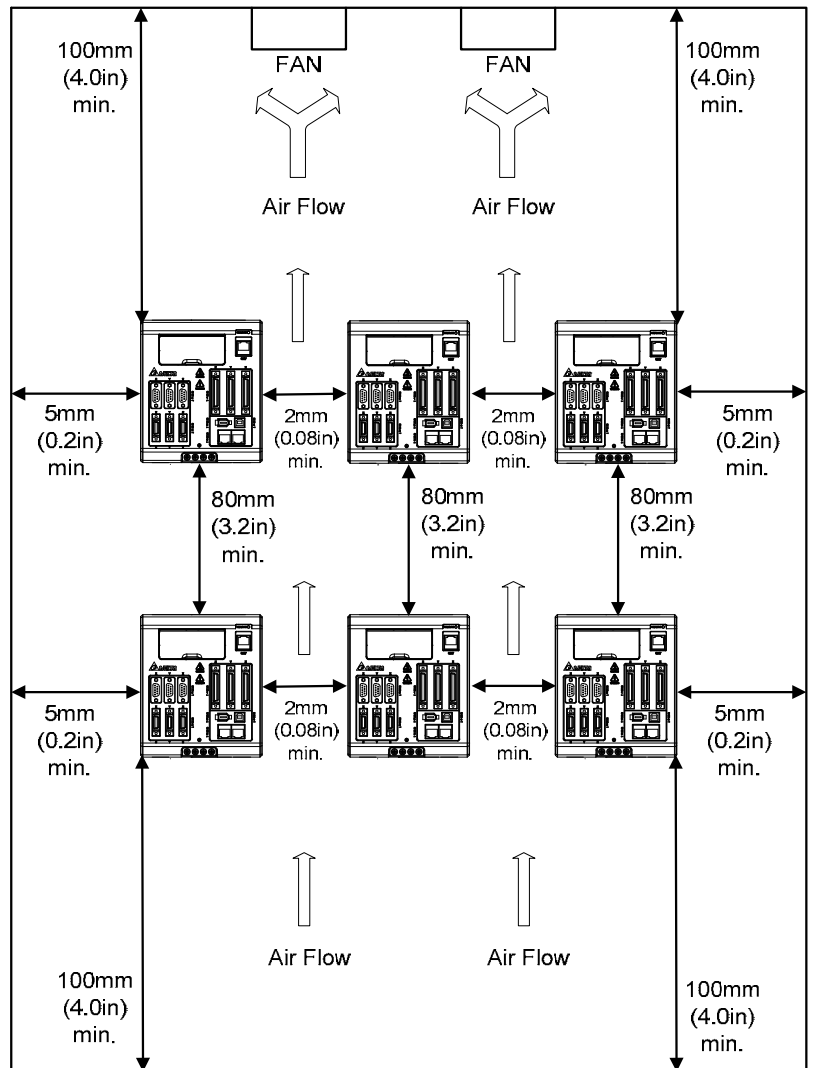 100mm
(4.0in)
min.
FAN
FAN
100mm
(4.0in)
min.
Air Flow
Air Flow
5mm
(0.2in)
min.
2mm
(0.08in)
min.
2mm
(0.08in)
min.
5mm
(0.2in)
min.
80mm
(3.2in)
min.
80mm
(3.2in)
min.
80mm
(3.2in)
min.
5mm
(0.2in)
min.
2mm
(0.08in)
min.
2mm
(0.08in)
min.
5mm
(0.2in)
min.
Air Flow
Air Flow
100mm
(4.0in)
min.
100mm
(4.0in)
min.